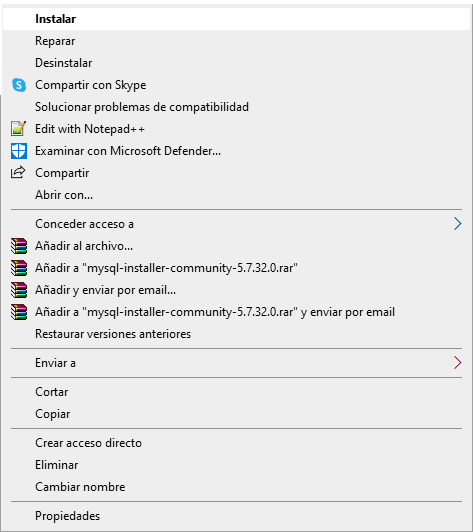 Instalar
Reparar
Desinstalar
Compartir con Skype
Solucionar problemas de compatibilidad
Edit with Notepad++
Examinar con Microsoft Defender...
Compartir
Abrir con...
Conceder acceso a
Añadir al archivo...
Añadir a "mysql-installer-community-5.7.32.0.rar"
Añadir y enviar por email...
Añadir a "mysql-installer-community-5.7.32.0.rar" y enviar por email
Restaurar versiones anteriores
Enviar a
Cortar
Copiar
Crear acceso directo
Eliminar
Cambiar nombre
Propiedades